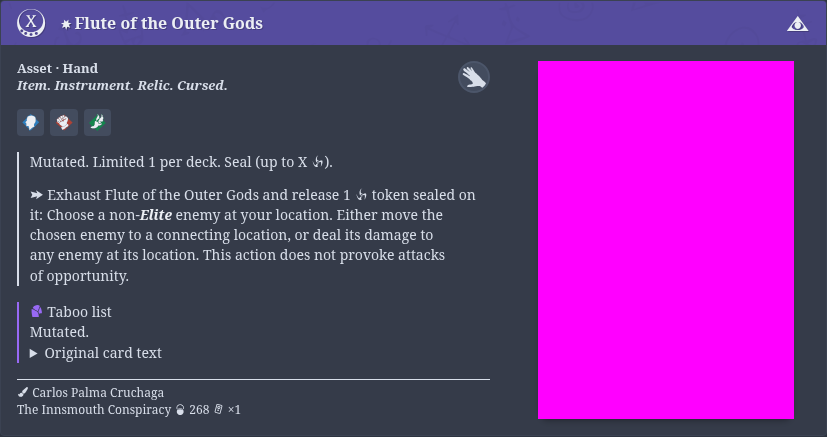 X
Flute of the Outer Gods
Asset · Hand
Item. Instrument. Relic. Cursed.
Mutated. Limited 1 per deck. Seal (up to X ).
Exhaust Flute of the Outer Gods and release 1 token sealed on
it: Choose a non-Elite enemy at your location. Either move the
chosen enemy to a connecting location, or deal its damage to
any enemy at its location. This action does not provoke attacks
of opportunity.
Taboo list
Mutated.
Original card text
Carlos Palma Cruchaga
The Innsmouth Conspiracy 268 ×1